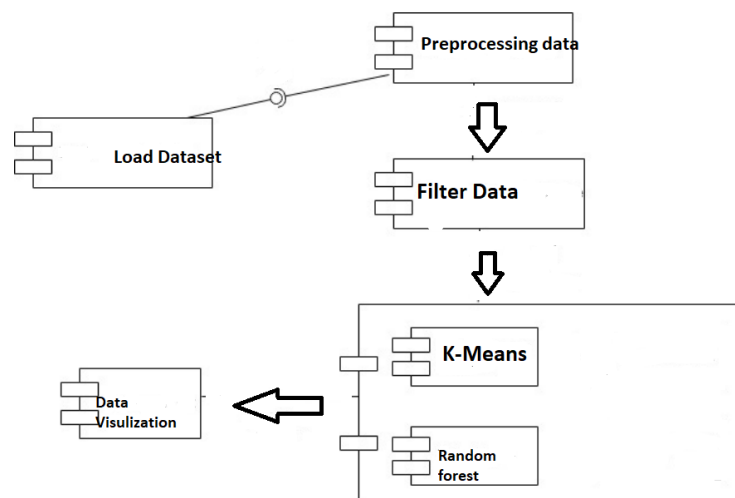 Preprocessing data
Load Dataset
Filter Data
K-Means
Data
Visulization
Random
forest